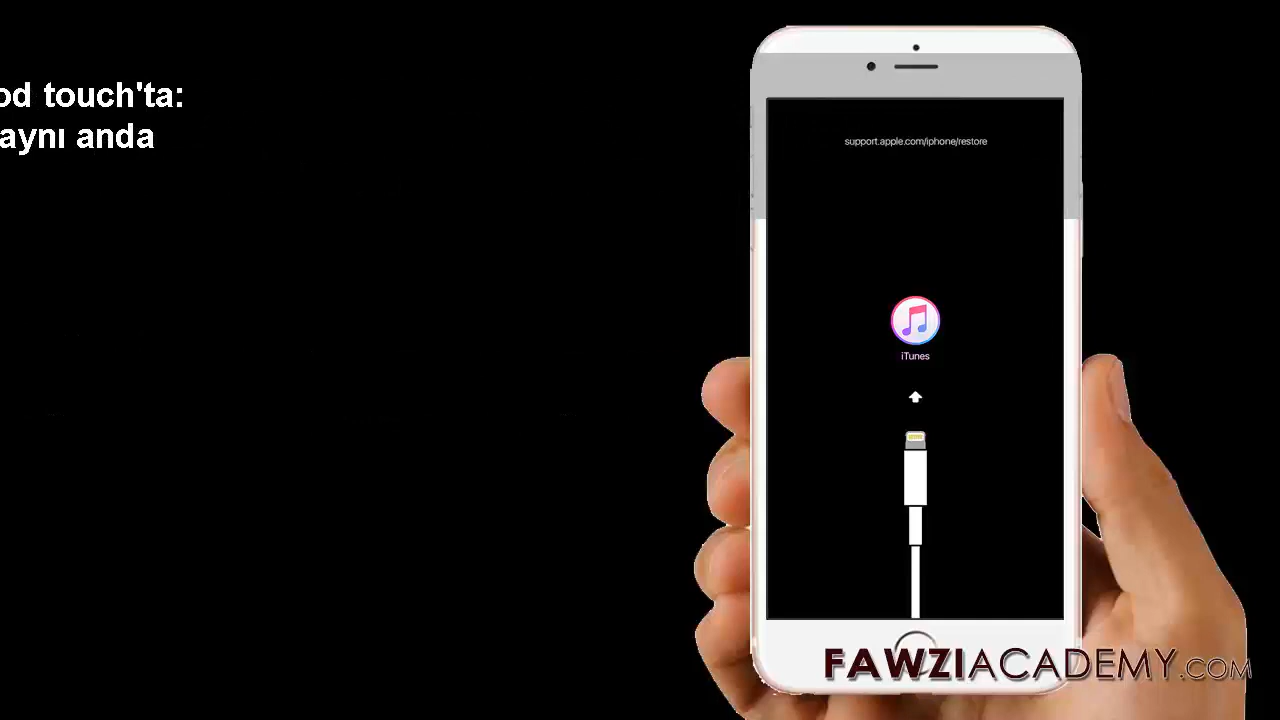 od touch'ta:
aynı anda
support.apple.com/iphone/restore
iTunes
FAWZIACADEMY.COM